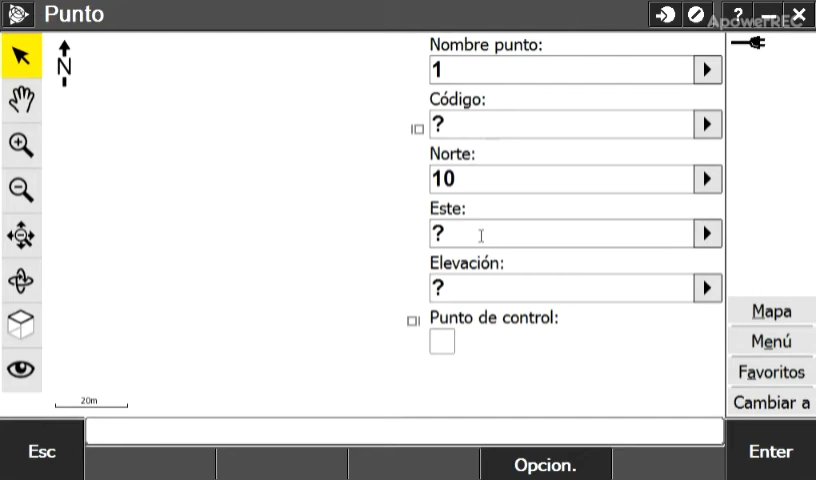 Punto
ApowerREC
?
N
Nombre punto:
1
Código:
?
Norte:
10
Este:
?
Elevación:
?
Punto de control:
20m
Mapa
Menú
Favoritos
Cambiar a
Esc
Opcion.
Enter